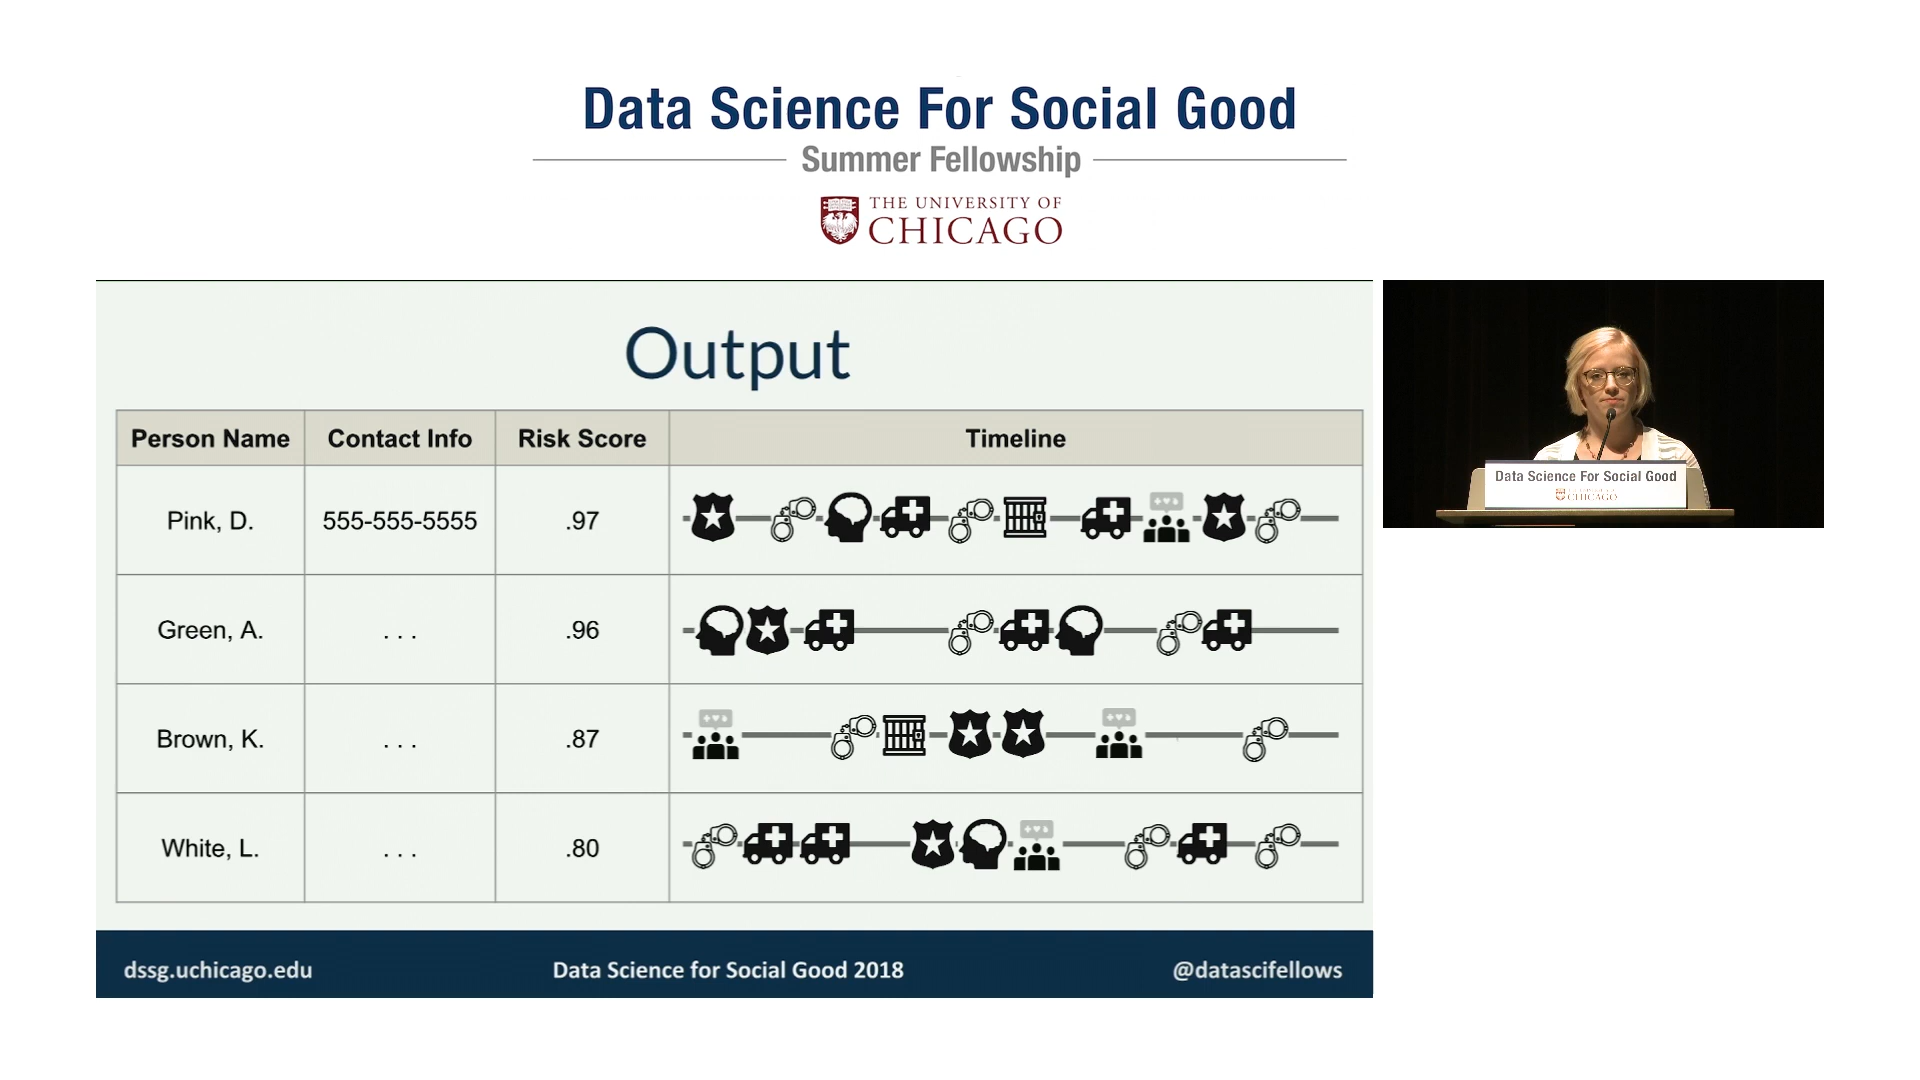 Data Science For Social Good
Summer Fellowship
THE UNIVERSITY OF
CHICAGO
Output
Person Name Contact Info Risk Score Timeline
Pink, D. 555-555-5555 .97
Green, A. . . . .96
Brown, K. . . . .87
White, L. . . . .80
dssg.uchicago.edu Data Science for Social Good 2018 @datascifellows
Data Science For Social Good
CHICAGO